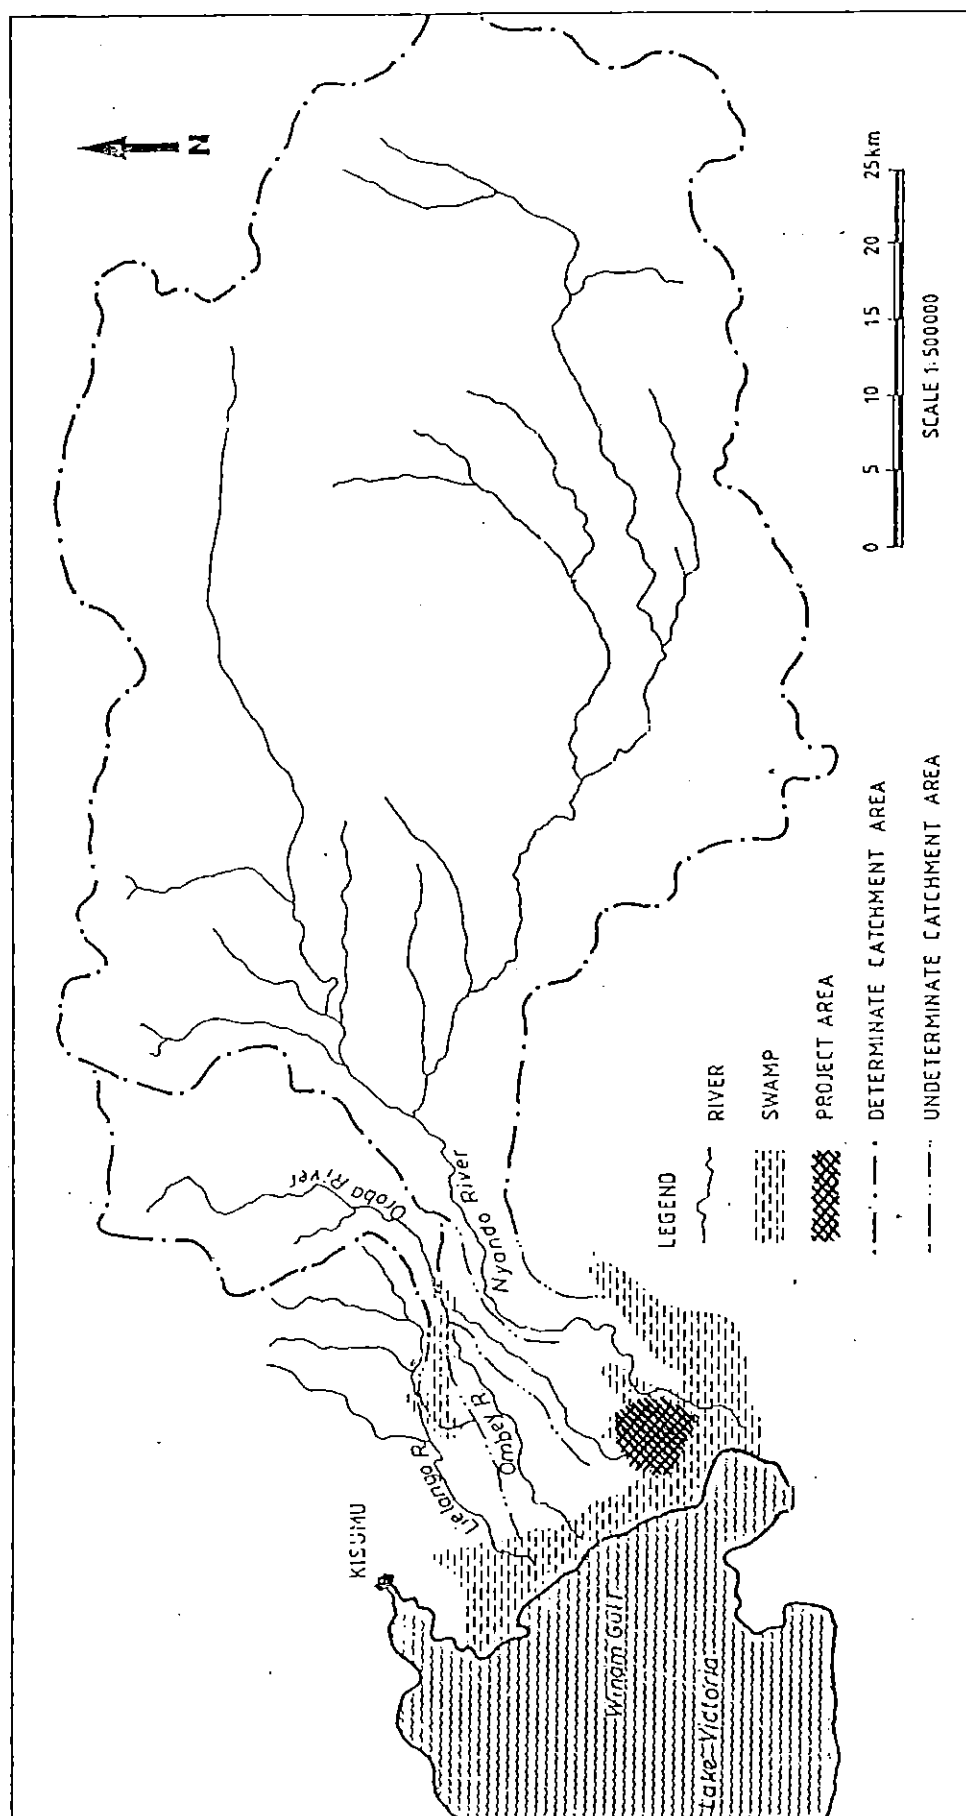 N
KISUMU
Lielango R.
Ombey R.
Oroba River
Nyando River
Winam Gulf
Lake Victoria
LEGEND
RIVER
SWAMP
PROJECT AREA
DETERMINATE CATCHMENT AREA
UNDETERMINATE CATCHMENT AREA
0 5 10 15 20 25km
SCALE 1:500000